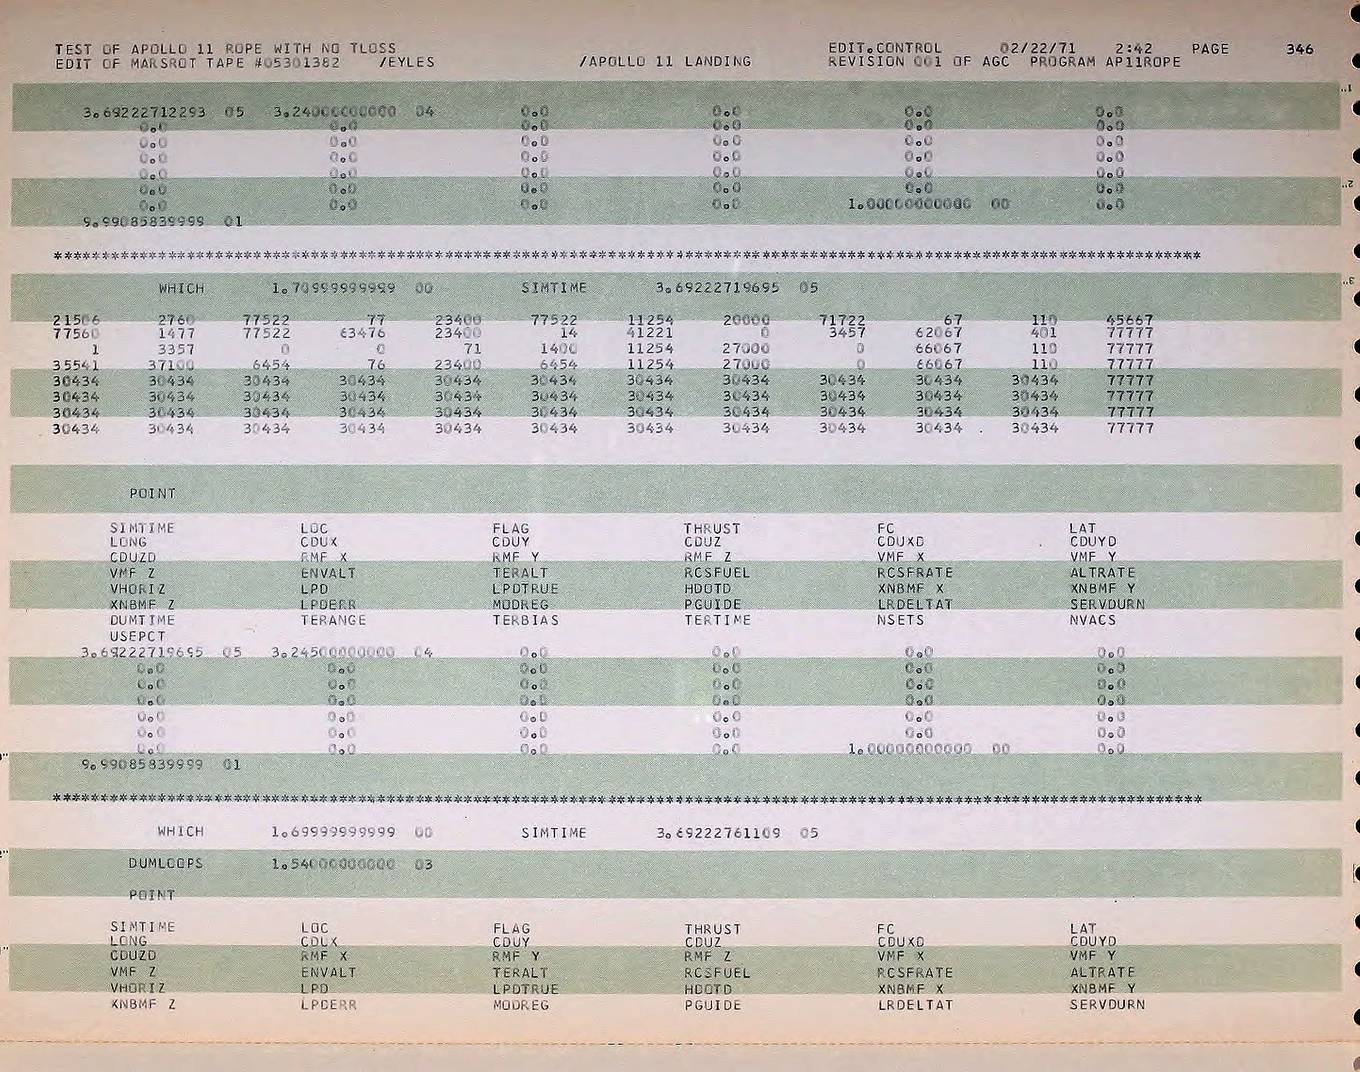 TEST OF APOLLO 11 ROPE WITH NO TLOSS EDIT.CONTROL 02/22/71 2:42 PAGE 346
EDIT OF MARSROT TAPE #05301382 /EYLES /APOLLO 11 LANDING REVISION 001 OF AGC PROGRAM AP11ROPE
3.69222712293 05 3.24000000000 04 0.0 0.0 0.0 0.0
0.0 0.0 0.0 0.0 0.0 0.0
0.0 0.0 0.0 0.0 0.0 0.0
0.0 0.0 0.0 0.0 0.0 0.0
0.0 0.0 0.0 0.0 0.0 0.0
0.0 0.0 0.0 0.0 0.0 0.0
0.0 0.0 0.0 0.0 1.00000000000 00 0.0
9.99085839999 01
************************************************************************************************************************
WHICH 1.70999999999 00 SIMTIME 3.69222719695 05
21506 2760 77522 77 23400 77522 11254 20000 71722 67 110 45667
77560 1477 77522 63476 23400 14 41221 0 3457 62067 401 77777
1 3357 0 0 71 1400 11254 27000 0 66067 110 77777
35541 37100 6454 76 23400 6454 11254 27000 0 66067 110 77777
30434 30434 30434 30434 30434 30434 30434 30434 30434 30434 30434 77777
30434 30434 30434 30434 30434 30434 30434 30434 30434 30434 30434 77777
30434 30434 30434 30434 30434 30434 30434 30434 30434 30434 30434 77777
30434 30434 30434 30434 30434 30434 30434 30434 30434 30434 30434 77777
POINT
SIMTIME LOC FLAG THRUST FC LAT
LONG CDUX CDUY CDUZ CDUXD CDUYD
CDUZD RMF X RMF Y RMF Z VMF X VMF Y
VMF Z ENVALT TERALT RCSFUEL RCSFRATE ALTRATE
VHORIZ LPD LPDTRUE HDOTD XNBMF X XNBMF Y
XNBMF Z LPDERR MODREG PGUIDE LRDELTAT SERVDURN
DUMTIME TERANGE TERBIAS TERTIME NSETS NVACS
USEPCT
3.69222719695 05 3.24500000000 04 0.0 0.0 0.0 0.0
0.0 0.0 0.0 0.0 0.0 0.0
0.0 0.0 0.0 0.0 0.0 0.0
0.0 0.0 0.0 0.0 0.0 0.0
0.0 0.0 0.0 0.0 0.0 0.0
0.0 0.0 0.0 0.0 0.0 0.0
0.0 0.0 0.0 0.0 1.00000000000 00 0.0
9.99085839999 01
************************************************************************************************************************
WHICH 1.69999999999 00 SIMTIME 3.69222761109 05
DUMLOOPS 1.54000000000 03
POINT
SIMTIME LOC FLAG THRUST FC LAT
LONG CDUX CDUY CDUZ CDUXD CDUYD
CDUZD RMF X RMF Y RMF Z VMF X VMF Y
VMF Z ENVALT TERALT RCSFUEL RCSFRATE ALTRATE
VHORIZ LPD LPDTRUE HDOTD XNBMF X XNBMF Y
XNBMF Z LPDERR MODREG PGUIDE LRDELTAT SERVDURN